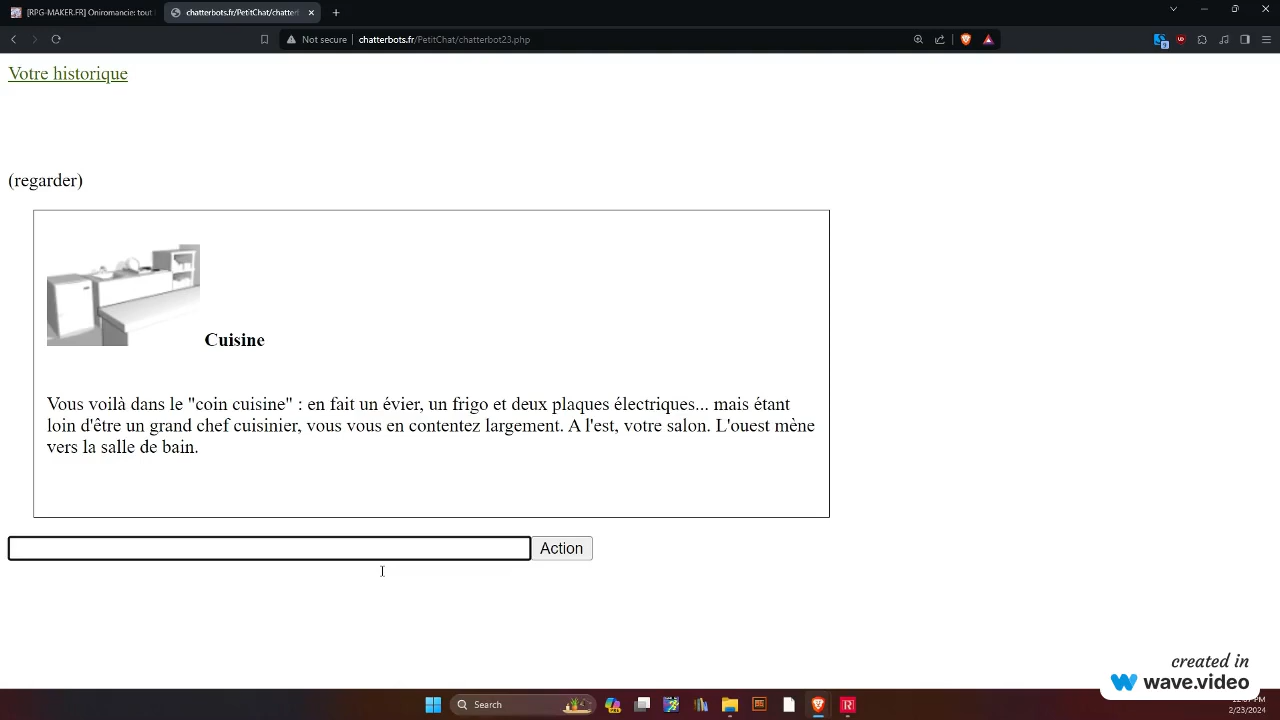 [RPG-MAKER.FR] Oniromancie: tout
chatterbots.fr/PetitChat/chatterb
Not secure
chatterbots.fr/PetitChat/chatterbot23.php
Votre historique
(regarder)
Cuisine
Vous voilà dans le "coin cuisine" : en fait un évier, un frigo et deux plaques électriques... mais étant
loin d'être un grand chef cuisinier, vous vous en contentez largement. A l'est, votre salon. L'ouest mène
vers la salle de bain.
Action
created in
wave.video
Search
2/23/2024